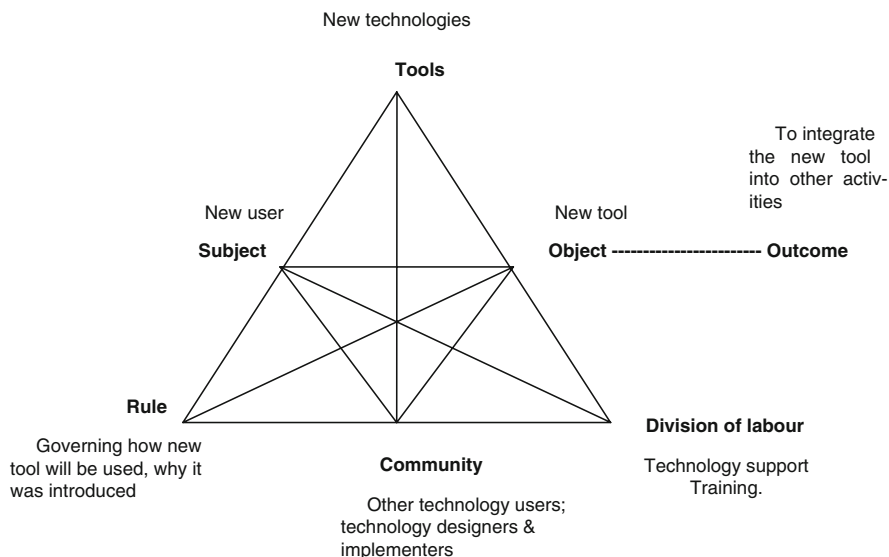 New technologies
Tools
To integrate
the new tool
into other activ-
ities
New user
New tool
Subject
Object ------------------------ Outcome
Rule
Governing how new
tool will be used, why it
was introduced
Community
Other technology users;
technology designers &
implementers
Division of labour
Technology support
Training.